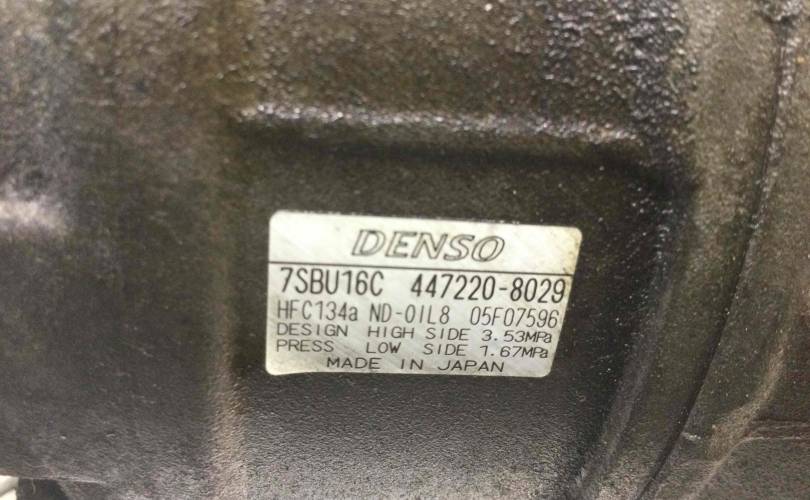 DENSO
7SBU16C 447220-8029
HFC134a ND-OIL8 05F07596
DESIGN HIGH SIDE 3.53MPa
PRESS LOW SIDE 1.67MPa
MADE IN JAPAN